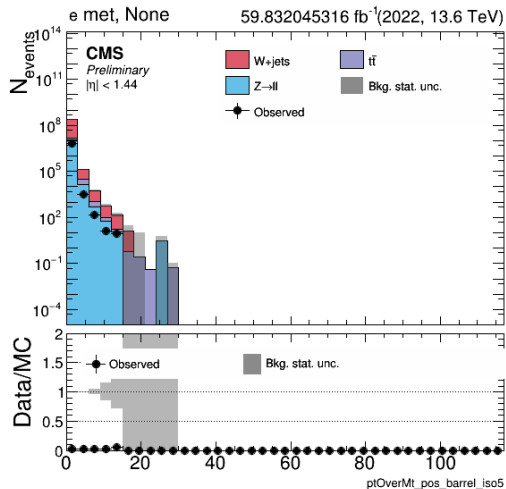 e met, None
59.832045316 fb⁻¹ (2022, 13.6 TeV)
N_events
10¹⁴
10¹¹
10⁸
10⁵
10²
10⁻¹
10⁻⁴
CMS
Preliminary
|η| < 1.44
W+jets
tt̄
Z→ll
Bkg. stat. unc.
Observed
Data/MC
2
1.5
1
0.5
0
Observed
Bkg. stat. unc.
0 20 40 60 80 100
ptOverMt_pos_barrel_iso5